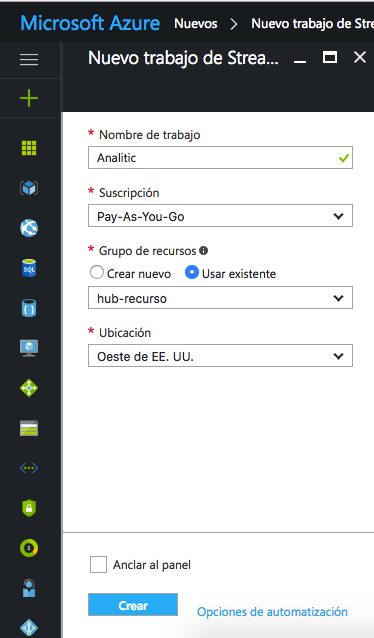 Microsoft Azure Nuevos > Nuevo trabajo de Stre
Nuevo trabajo de Strea...
* Nombre de trabajo
Analitic
* Suscripción
Pay-As-You-Go
* Grupo de recursos
Crear nuevo Usar existente
hub-recurso
* Ubicación
Oeste de EE. UU.
SQL
Anclar al panel
Crear Opciones de automatización